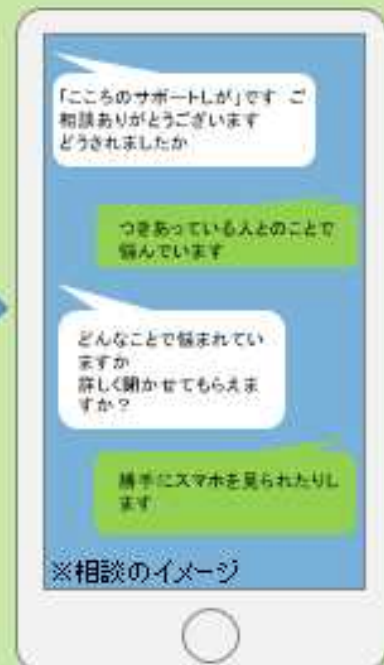 「こころのサポートしが」です　ご
相談ありがとうございます
どうされましたか
つきあっている人とのことで
悩んでいます
どんなことで悩まれてい
ますか
詳しく聞かせてもらえま
すか？
勝手にスマホを見られたりし
ます
※相談のイメージ